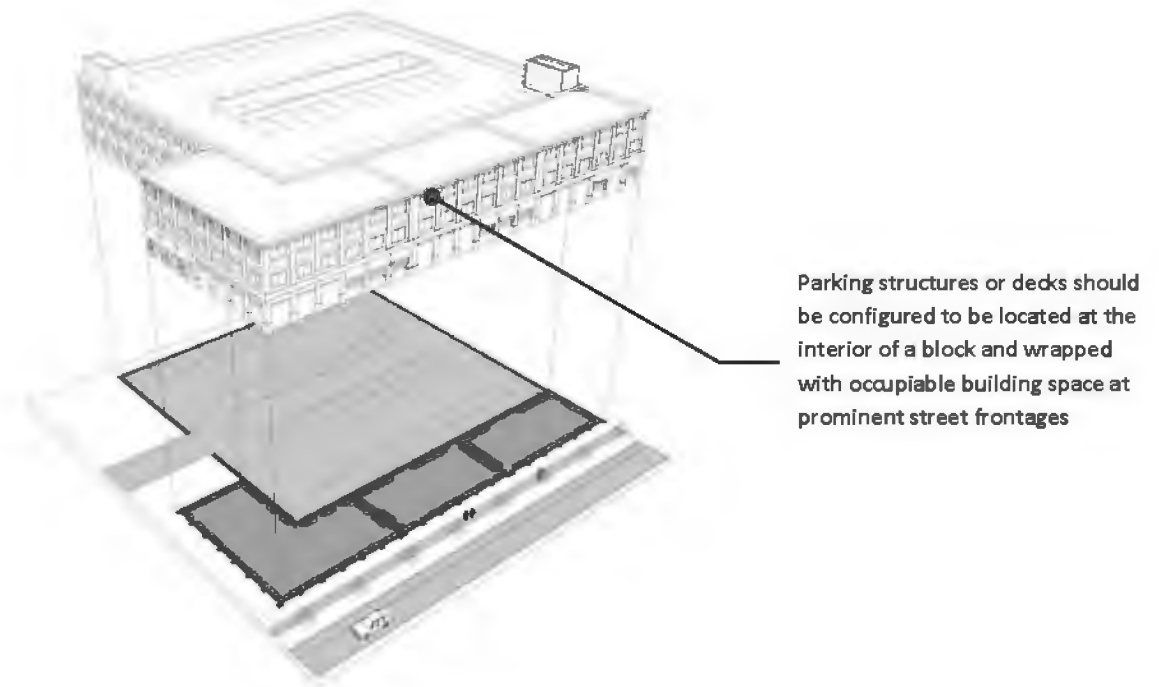 Parking structures or decks should
be configured to be located at the
interior of a block and wrapped
with occupiable building space at
prominent street frontages